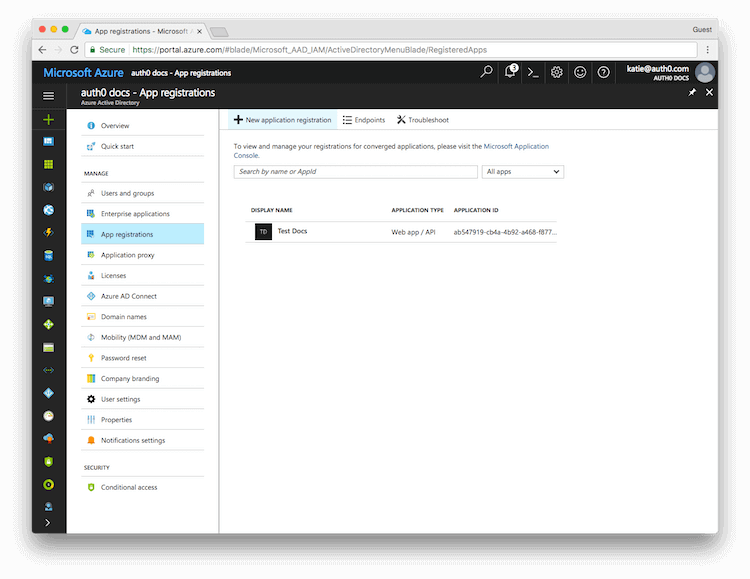 App registrations - Microsoft A
Guest
Secure https://portal.azure.com/#blade/Microsoft_AAD_IAM/ActiveDirectoryMenuBlade/RegisteredApps
Microsoft Azure auth0 docs - App registrations
3
katie@auth0.com
AUTH0 DOCS
auth0 docs - App registrations
Azure Active Directory
Overview
Quick start
MANAGE
Users and groups
Enterprise applications
App registrations
Application proxy
Licenses
Azure AD Connect
Domain names
Mobility (MDM and MAM)
Password reset
Company branding
User settings
Properties
Notifications settings
SECURITY
Conditional access
New application registration Endpoints Troubleshoot
To view and manage your registrations for converged applications, please visit the Microsoft Application
Console.
Search by name or AppId
All apps
DISPLAY NAME APPLICATION TYPE APPLICATION ID
TD Test Docs Web app / API ab547919-cb4a-4b92-a468-f877...